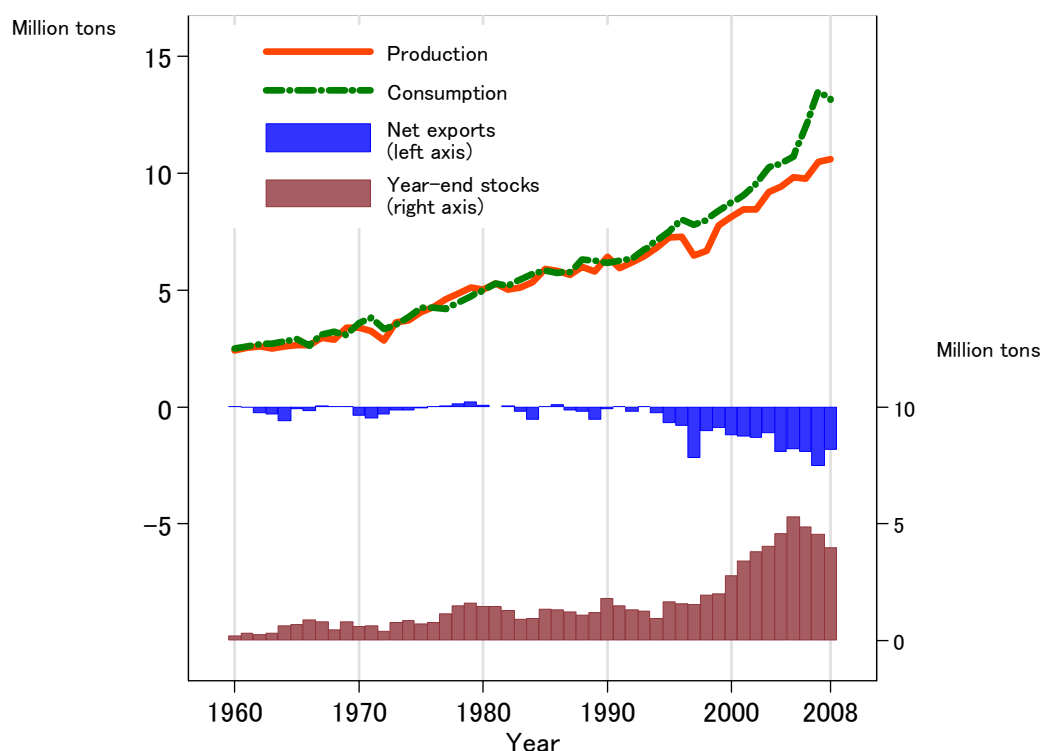 Million tons
Production
Consumption
Net exports
(left axis)
Year-end stocks
(right axis)
15
10
5
0
-5
Million tons
10
5
0
1960 1970 1980 1990 2000 2008
Year